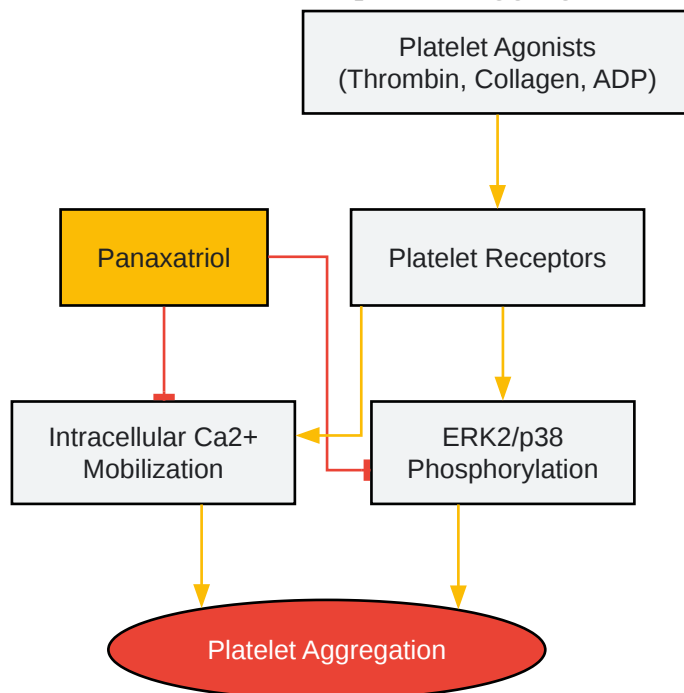 Platelet Agonists
(Thrombin, Collagen, ADP)
Panaxatriol
Platelet Receptors
Intracellular Ca2+
Mobilization
ERK2/p38
Phosphorylation
Platelet Aggregation